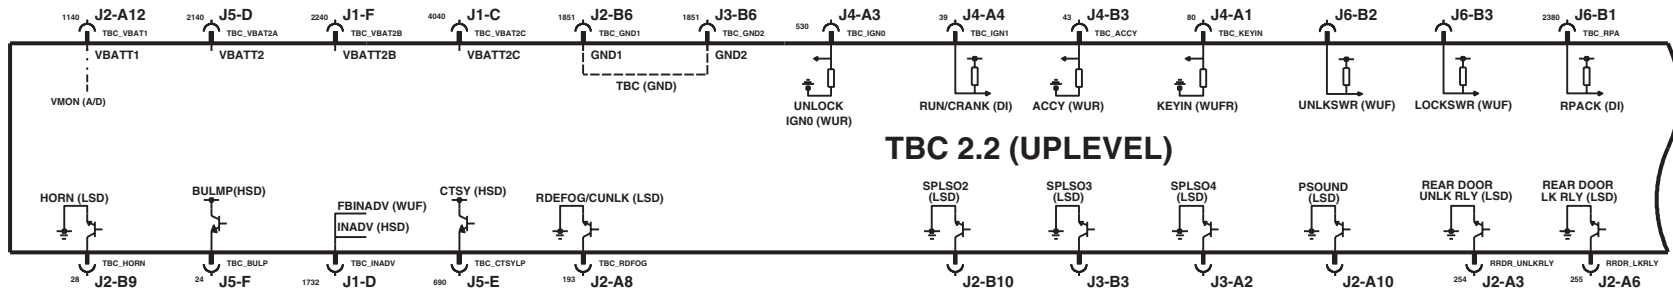 1140 J2-A12 2140 J5-D 2240 J1-F 4040 J1-C 1851 J2-B6 1851 J3-B6 530 J4-A3 39 J4-A4 43 J4-B3 80 J4-A1 J6-B2 J6-B3 2380 J6-B1
TBC_VBAT1 TBC_VBAT2A TBC_VBAT2B TBC_VBAT2C TBC_GND1 TBC_GND2 TBC_IGN0 TBC_IGN1 TBC_ACCY TBC_KEYIN TBC_RPA
VBATT1 VBATT2 VBATT2B VBATT2C GND1 GND2
TBC (GND)
VMON (A/D) UNLOCK RUN/CRANK (DI) ACCY (WUR) KEYIN (WUFR) UNLKSWR (WUF) LOCKSWR (WUF) RPACK (DI)
IGN0 (WUR)
TBC 2.2 (UPLEVEL)
HORN (LSD) BULMP(HSD) FBINADV (WUF) CTSY (HSD) RDEFOG/CUNLK (LSD) SPLSO2 SPLSO3 SPLSO4 PSOUND REAR DOOR REAR DOOR
INADV (HSD) (LSD) (LSD) (LSD) (LSD) UNLK RLY (LSD) LK RLY (LSD)
TBC_HORN TBC_BULP TBC_INADV TBC_CTSYLP TBC_RDFOG RRDR_UNLKRLY RRDR_LKRLY
28 J2-B9 24 J5-F 1732 J1-D 690 J5-E 193 J2-A8 J2-B10 J3-B3 J3-A2 J2-A10 254 J2-A3 255 J2-A6